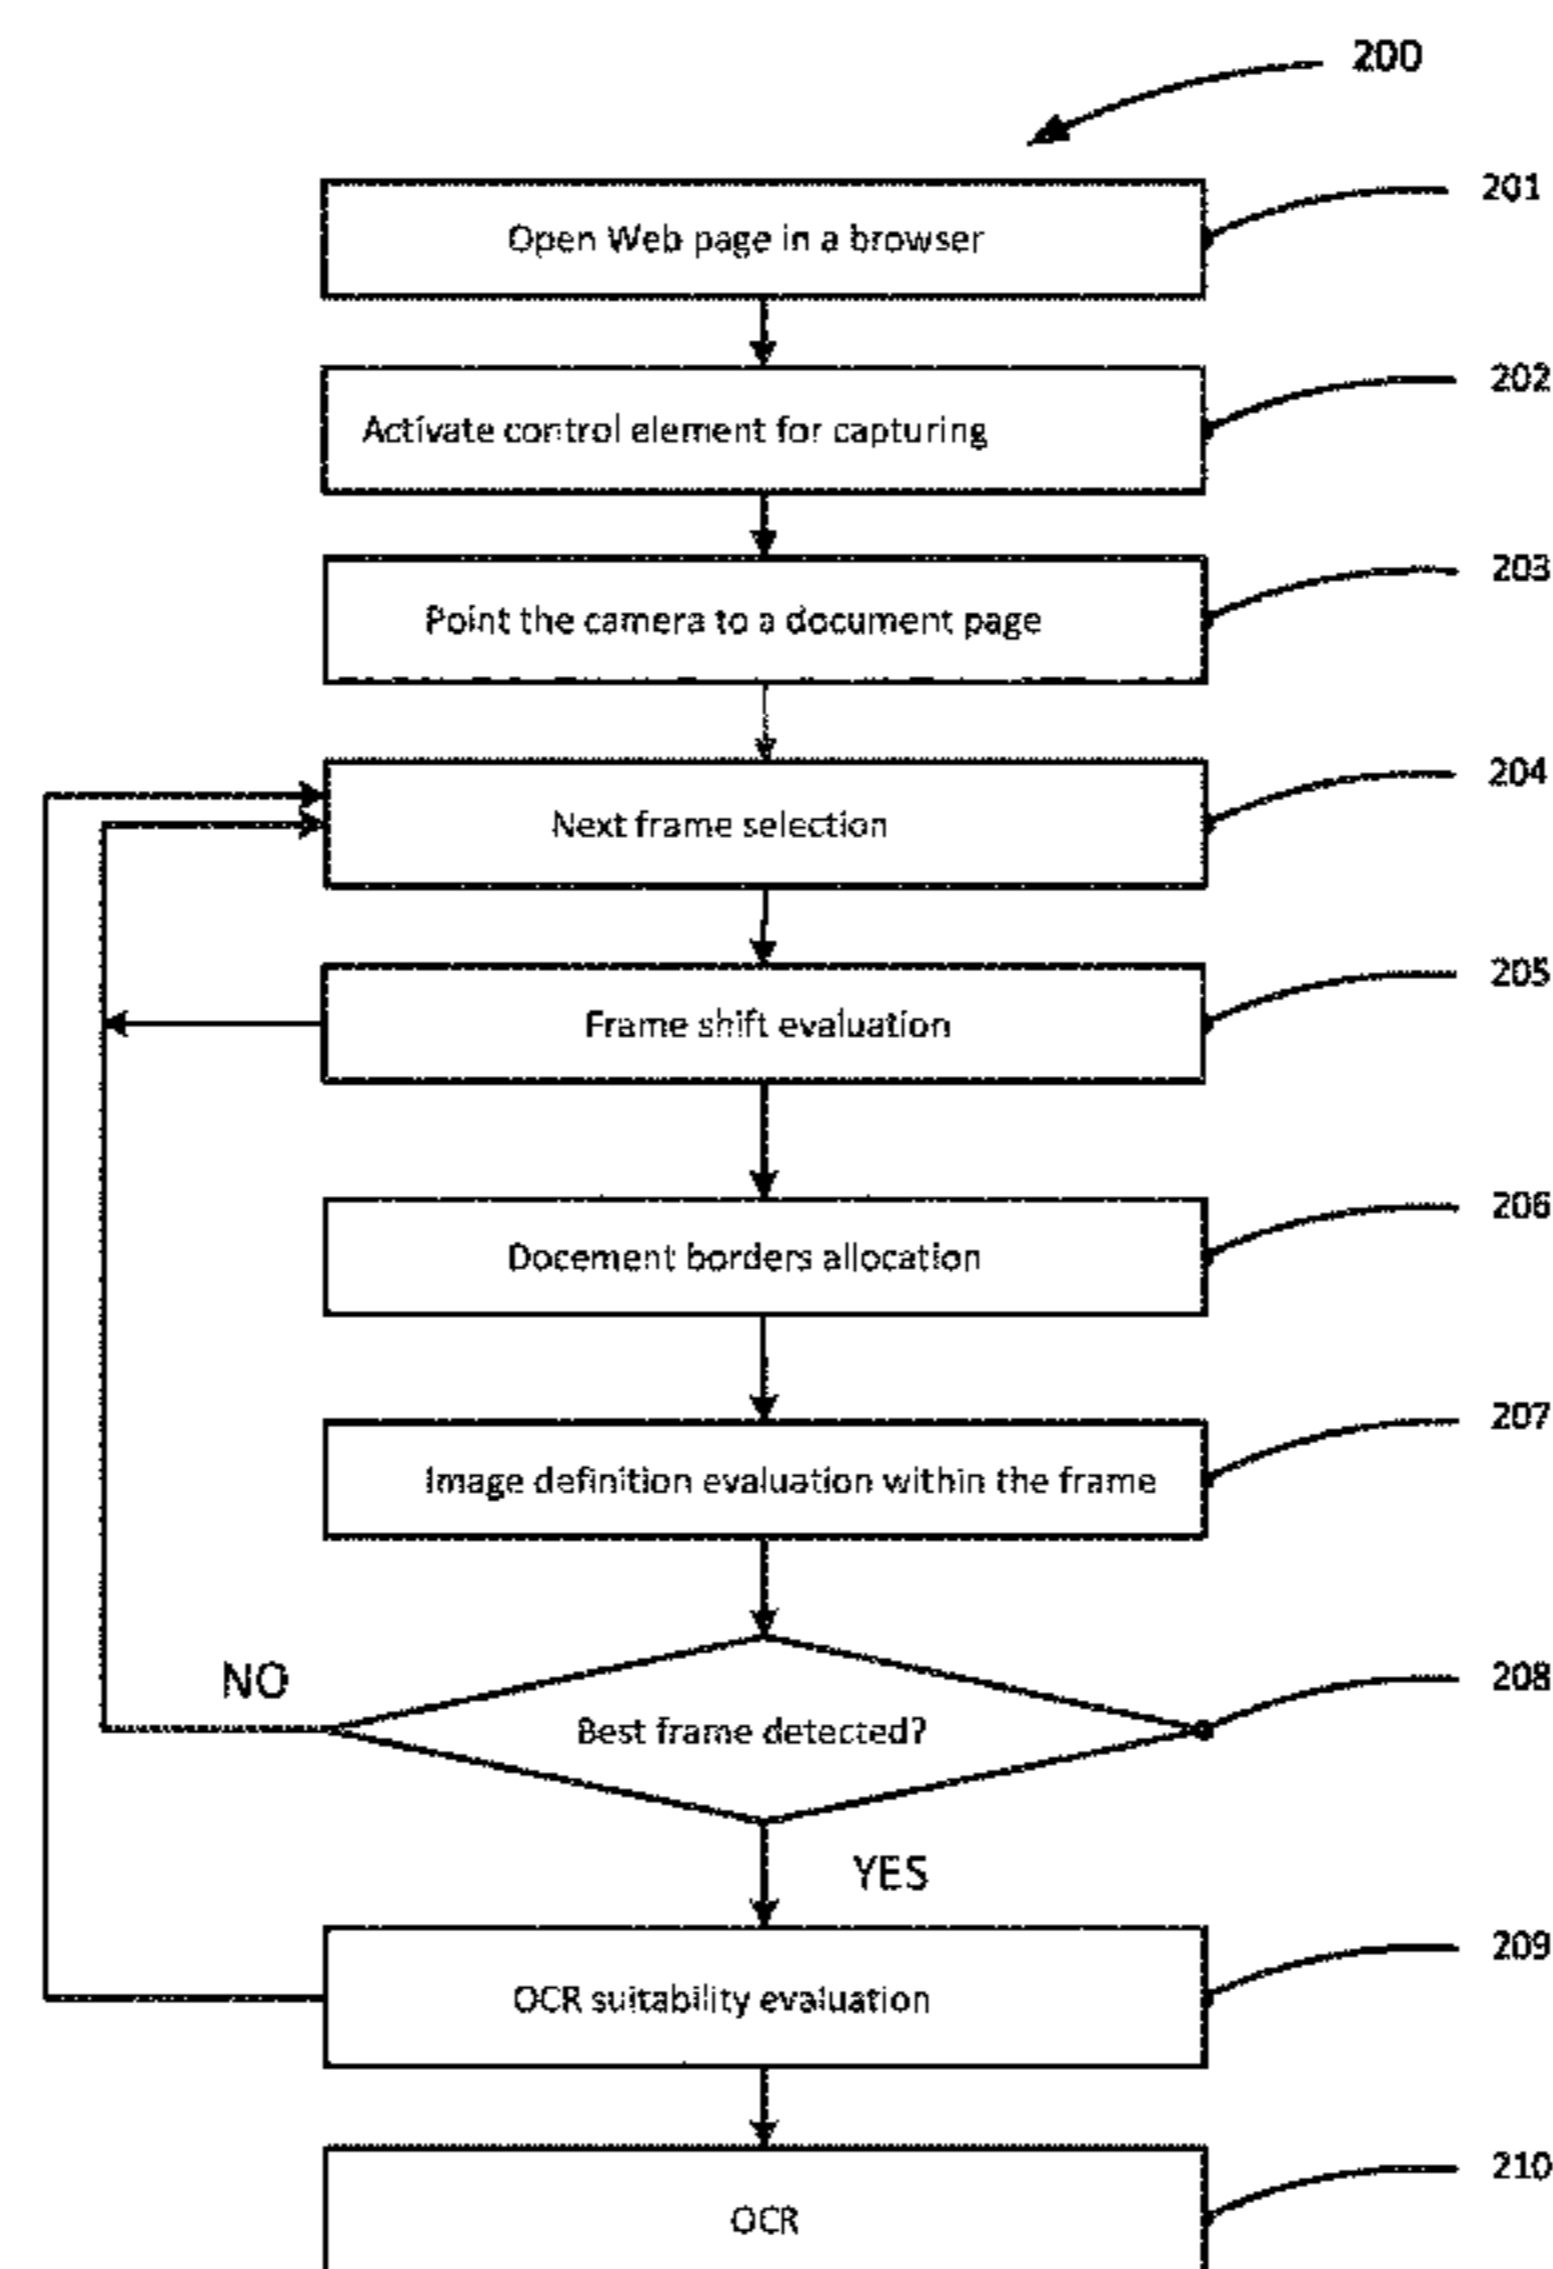 200
Open Web page in a browser
201
Activate control element for capturing
202
Point the camera to a document page
203
Next frame selection
204
Frame shift evaluation
205
Docement borders allocation
206
Image definition evaluation within the frame
207
NO
Best frame detected?
208
YES
OCR suitability evaluation
209
OCR
210